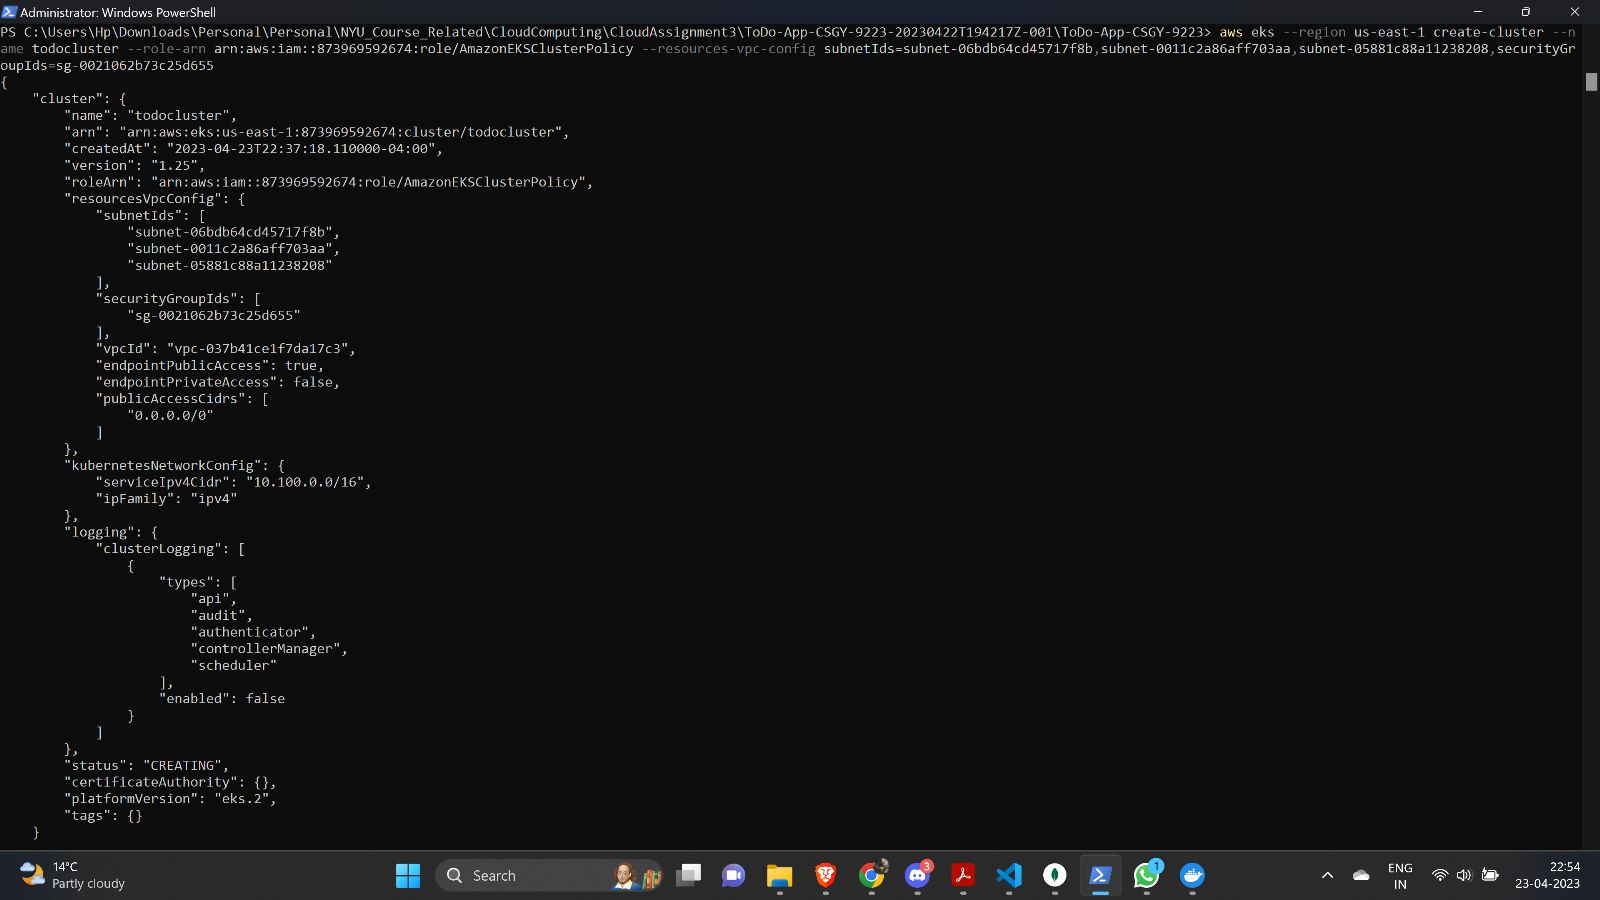 Administrator: Windows PowerShell
PS C:\Users\Hp\Downloads\Personal\Personal\NYU_Course_Related\CloudComputing\CloudAssignment3\ToDo-App-CSGY-9223-20230422T194217Z-001\ToDo-App-CSGY-9223> aws eks --region us-east-1 create-cluster --n
ame todocluster --role-arn arn:aws:iam::873969592674:role/AmazonEKSClusterPolicy --resources-vpc-config subnetIds=subnet-06bdb64cd45717f8b,subnet-0011c2a86aff703aa,subnet-05881c88a11238208,securityGr
oupIds=sg-0021062b73c25d655
{
    "cluster": {
        "name": "todocluster",
        "arn": "arn:aws:eks:us-east-1:873969592674:cluster/todocluster",
        "createdAt": "2023-04-23T22:37:18.110000-04:00",
        "version": "1.25",
        "roleArn": "arn:aws:iam::873969592674:role/AmazonEKSClusterPolicy",
        "resourcesVpcConfig": {
            "subnetIds": [
                "subnet-06bdb64cd45717f8b",
                "subnet-0011c2a86aff703aa",
                "subnet-05881c88a11238208"
            ],
            "securityGroupIds": [
                "sg-0021062b73c25d655"
            ],
            "vpcId": "vpc-037b41ce1f7da17c3",
            "endpointPublicAccess": true,
            "endpointPrivateAccess": false,
            "publicAccessCidrs": [
                "0.0.0.0/0"
            ]
        },
        "kubernetesNetworkConfig": {
            "serviceIpv4Cidr": "10.100.0.0/16",
            "ipFamily": "ipv4"
        },
        "logging": {
            "clusterLogging": [
                {
                    "types": [
                        "api",
                        "audit",
                        "authenticator",
                        "controllerManager",
                        "scheduler"
                    ],
                    "enabled": false
                }
            ]
        },
        "status": "CREATING",
        "certificateAuthority": {},
        "platformVersion": "eks.2",
        "tags": {}
    }
14°C
Partly cloudy
Search
3
1
ENG
IN
22:54
23-04-2023